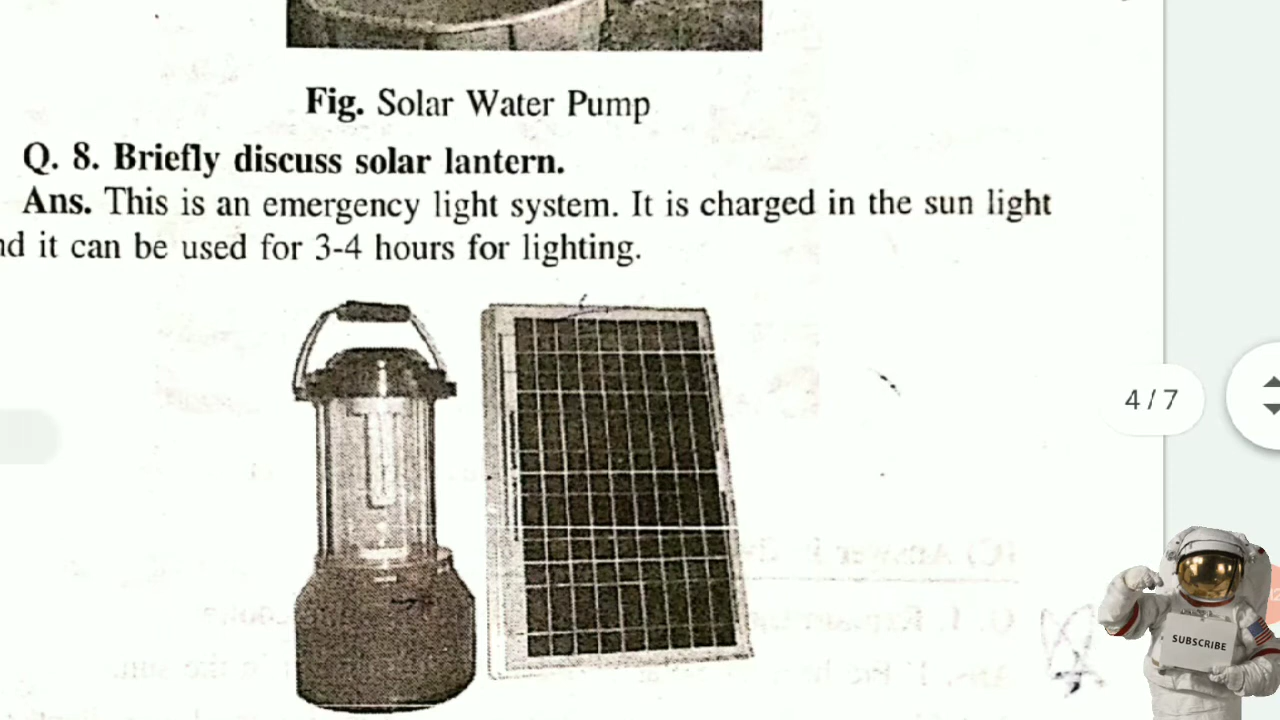 Fig. Solar Water Pump
Q. 8. Briefly discuss solar lantern.
Ans. This is an emergency light system. It is charged in the sun light
it can be used for 3-4 hours for lighting.
4 / 7
SUBSCRIBE